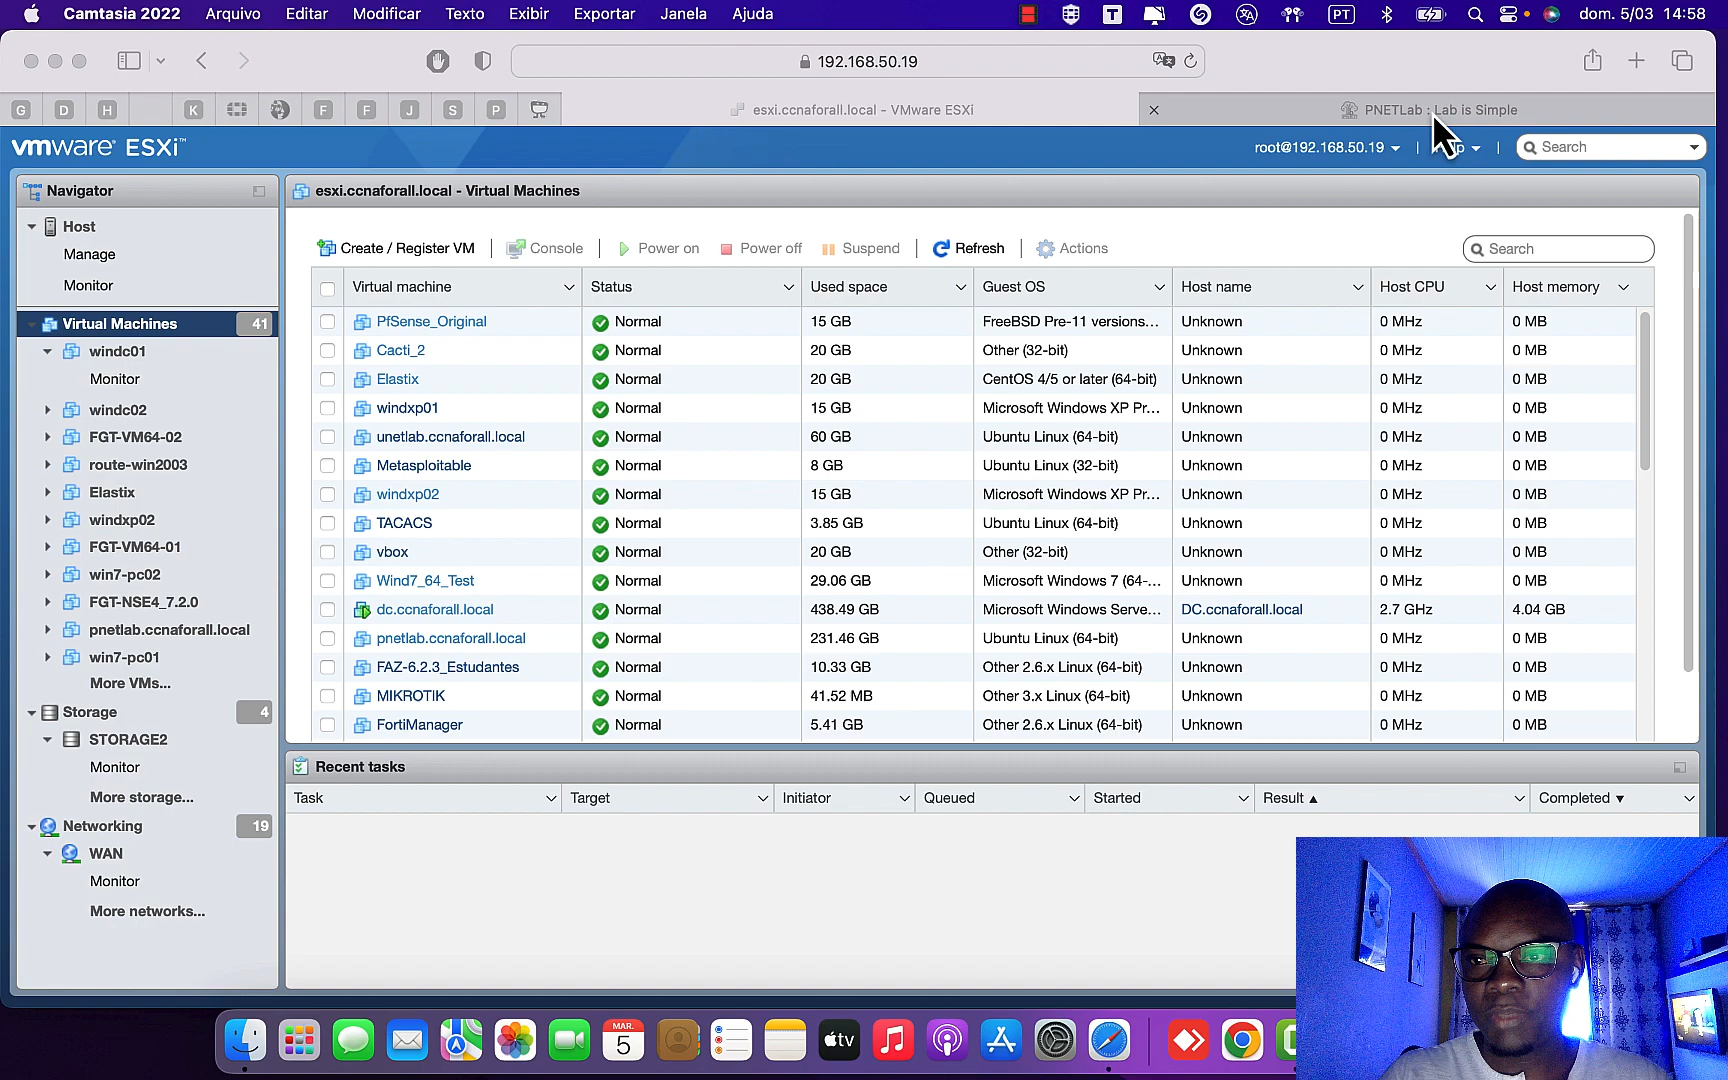 Camtasia 2022 Arquivo Editar Modificar Texto Exibir Exportar Janela Ajuda T PT dom. 5/03 14:58
192.168.50.19
G D H K F F J S P esxi.ccnaforall.local - VMware ESXi PNETLab : Lab is Simple
vmware ESXi root@192.168.50.19 Search
Navigator
Host
Manage
Monitor
Virtual Machines 41
windc01
Monitor
windc02
FGT-VM64-02
route-win2003
Elastix
windxp02
FGT-VM64-01
win7-pc02
FGT-NSE4_7.2.0
pnetlab.ccnaforall.local
win7-pc01
More VMs...
Storage 4
STORAGE2
Monitor
More storage...
Networking 19
WAN
Monitor
More networks...
esxi.ccnaforall.local - Virtual Machines
Create / Register VM Console Power on Power off Suspend Refresh Actions Search
Virtual machine Status Used space Guest OS Host name Host CPU Host memory
PfSense_Original Normal 15 GB FreeBSD Pre-11 versions... Unknown 0 MHz 0 MB
Cacti_2 Normal 20 GB Other (32-bit) Unknown 0 MHz 0 MB
Elastix Normal 20 GB CentOS 4/5 or later (64-bit) Unknown 0 MHz 0 MB
windxp01 Normal 15 GB Microsoft Windows XP Pr... Unknown 0 MHz 0 MB
unetlab.ccnaforall.local Normal 60 GB Ubuntu Linux (64-bit) Unknown 0 MHz 0 MB
Metasploitable Normal 8 GB Ubuntu Linux (32-bit) Unknown 0 MHz 0 MB
windxp02 Normal 15 GB Microsoft Windows XP Pr... Unknown 0 MHz 0 MB
TACACS Normal 3.85 GB Ubuntu Linux (64-bit) Unknown 0 MHz 0 MB
vbox Normal 20 GB Other (32-bit) Unknown 0 MHz 0 MB
Wind7_64_Test Normal 29.06 GB Microsoft Windows 7 (64-... Unknown 0 MHz 0 MB
dc.ccnaforall.local Normal 438.49 GB Microsoft Windows Serve... DC.ccnaforall.local 2.7 GHz 4.04 GB
pnetlab.ccnaforall.local Normal 231.46 GB Ubuntu Linux (64-bit) Unknown 0 MHz 0 MB
FAZ-6.2.3_Estudantes Normal 10.33 GB Other 2.6.x Linux (64-bit) Unknown 0 MHz 0 MB
MIKROTIK Normal 41.52 MB Other 3.x Linux (64-bit) Unknown 0 MHz 0 MB
FortiManager Normal 5.41 GB Other 2.6.x Linux (64-bit) Unknown 0 MHz 0 MB
Recent tasks
Task Target Initiator Queued Started Result Completed
MAR.
5
tv